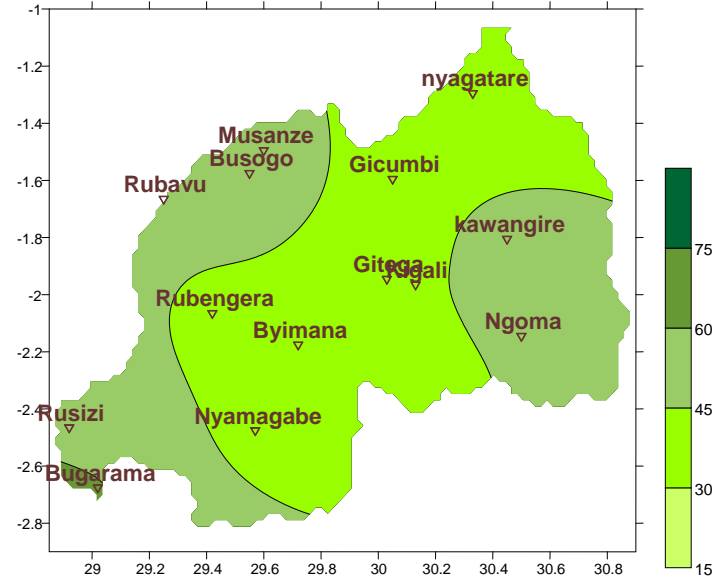 -1
-1.2
nyagatare
-1.4
Musanze
Busogo
Gicumbi
-1.6
Rubavu
kawangire
-1.8
75
Gitega
Kigali
-2
Rubengera
Ngoma
60
Byimana
-2.2
-2.4
Rusizi
Nyamagabe
45
-2.6
Bugarama
30
-2.8
29 29.2 29.4 29.6 29.8 30 30.2 30.4 30.6 30.8
15